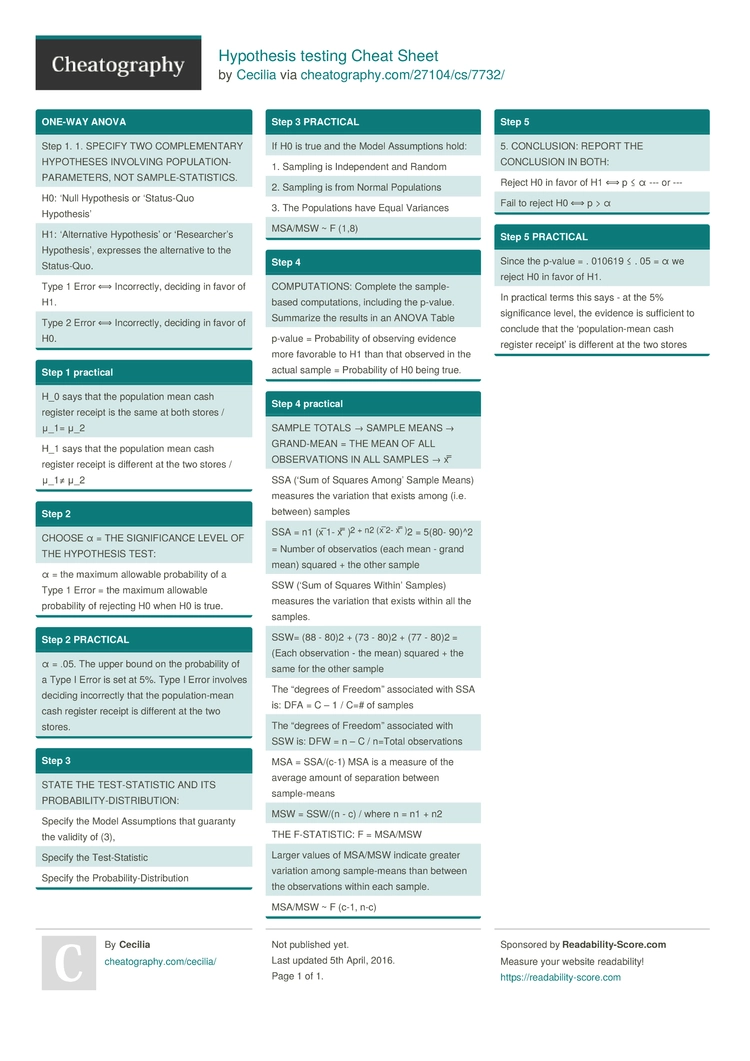 Cheatography
Hypothesis testing Cheat Sheet
by Cecilia via cheatography.com/27104/cs/7732/
ONE-WAY ANOVA
Step 1. 1. SPECIFY TWO COMPLEMENTARY
HYPOTHESES INVOLVING POPULATION-
PARAMETERS, NOT SAMPLE-STATISTICS.
H0: ‘Null Hypothesis or ‘Status-Quo
Hypothesis’
H1: ‘Alternative Hypothesis’ or ‘Researcher’s
Hypothesis’, expresses the alternative to the
Status-Quo.
Type 1 Error ⟺ Incorrectly, deciding in favor of
H1.
Type 2 Error ⟺ Incorrectly, deciding in favor of
H0.
Step 1 practical
H_0 says that the population mean cash
register receipt is the same at both stores /
μ_1= μ_2
H_1 says that the population mean cash
register receipt is different at the two stores /
μ_1≠ μ_2
Step 2
CHOOSE α = THE SIGNIFICANCE LEVEL OF
THE HYPOTHESIS TEST:
α = the maximum allowable probability of a
Type 1 Error = the maximum allowable
probability of rejecting H0 when H0 is true.
Step 2 PRACTICAL
α = .05. The upper bound on the probability of
a Type I Error is set at 5%. Type I Error involves
deciding incorrectly that the population-mean
cash register receipt is different at the two
stores.
Step 3
STATE THE TEST-STATISTIC AND ITS
PROBABILITY-DISTRIBUTION:
Specify the Model Assumptions that guaranty
the validity of (3),
Specify the Test-Statistic
Specify the Probability-Distribution
Step 3 PRACTICAL
If H0 is true and the Model Assumptions hold:
1. Sampling is Independent and Random
2. Sampling is from Normal Populations
3. The Populations have Equal Variances
MSA/MSW ~ F (1,8)
Step 4
COMPUTATIONS: Complete the sample-
based computations, including the p-value.
Summarize the results in an ANOVA Table
p-value = Probability of observing evidence
more favorable to H1 than that observed in the
actual sample = Probability of H0 being true.
Step 4 practical
SAMPLE TOTALS → SAMPLE MEANS →
GRAND-MEAN = THE MEAN OF ALL
OBSERVATIONS IN ALL SAMPLES → x̿
SSA (‘Sum of Squares Among’ Sample Means)
measures the variation that exists among (i.e.
between) samples
SSA = n1 (x̅1- x̿ )2 + n2 (x̅2- x̿ )2 = 5(80- 90)^2
= Number of observatios (each mean - grand
mean) squared + the other sample
SSW (‘Sum of Squares Within’ Samples)
measures the variation that exists within all the
samples.
SSW= (88 - 80)2 + (73 - 80)2 + (77 - 80)2 =
(Each observation - the mean) squared + the
same for the other sample
The “degrees of Freedom” associated with SSA
is: DFA = C – 1 / C=# of samples
The “degrees of Freedom” associated with
SSW is: DFW = n – C / n=Total observations
MSA = SSA/(c-1) MSA is a measure of the
average amount of separation between
sample-means
MSW = SSW/(n - c) / where n = n1 + n2
THE F-STATISTIC: F = MSA/MSW
Larger values of MSA/MSW indicate greater
variation among sample-means than between
the observations within each sample.
MSA/MSW ~ F (c-1, n-c)
Step 5
5. CONCLUSION: REPORT THE
CONCLUSION IN BOTH:
Reject H0 in favor of H1 ⟺ p ≤ α --- or ---
Fail to reject H0 ⟺ p > α
Step 5 PRACTICAL
Since the p-value = . 010619 ≤ . 05 = α we
reject H0 in favor of H1.
In practical terms this says - at the 5%
significance level, the evidence is sufficient to
conclude that the ‘population-mean cash
register receipt’ is different at the two stores
C
By Cecilia
cheatography.com/cecilia/
Not published yet.
Last updated 5th April, 2016.
Page 1 of 1.
Sponsored by Readability-Score.com
Measure your website readability!
https://readability-score.com